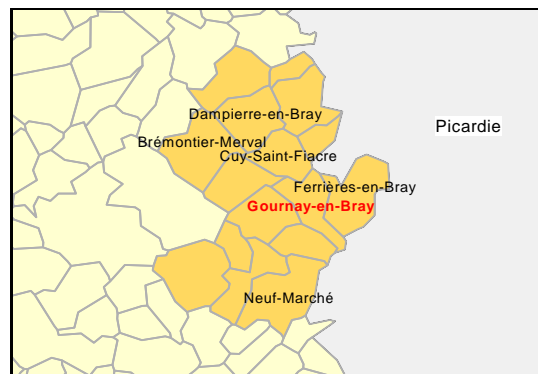 Dampierre-en-Bray
Picardie
Brémontier-Merval
Cuy-Saint-Fiacre
Ferrières-en-Bray
Gournay-en-Bray
Neuf-Marché